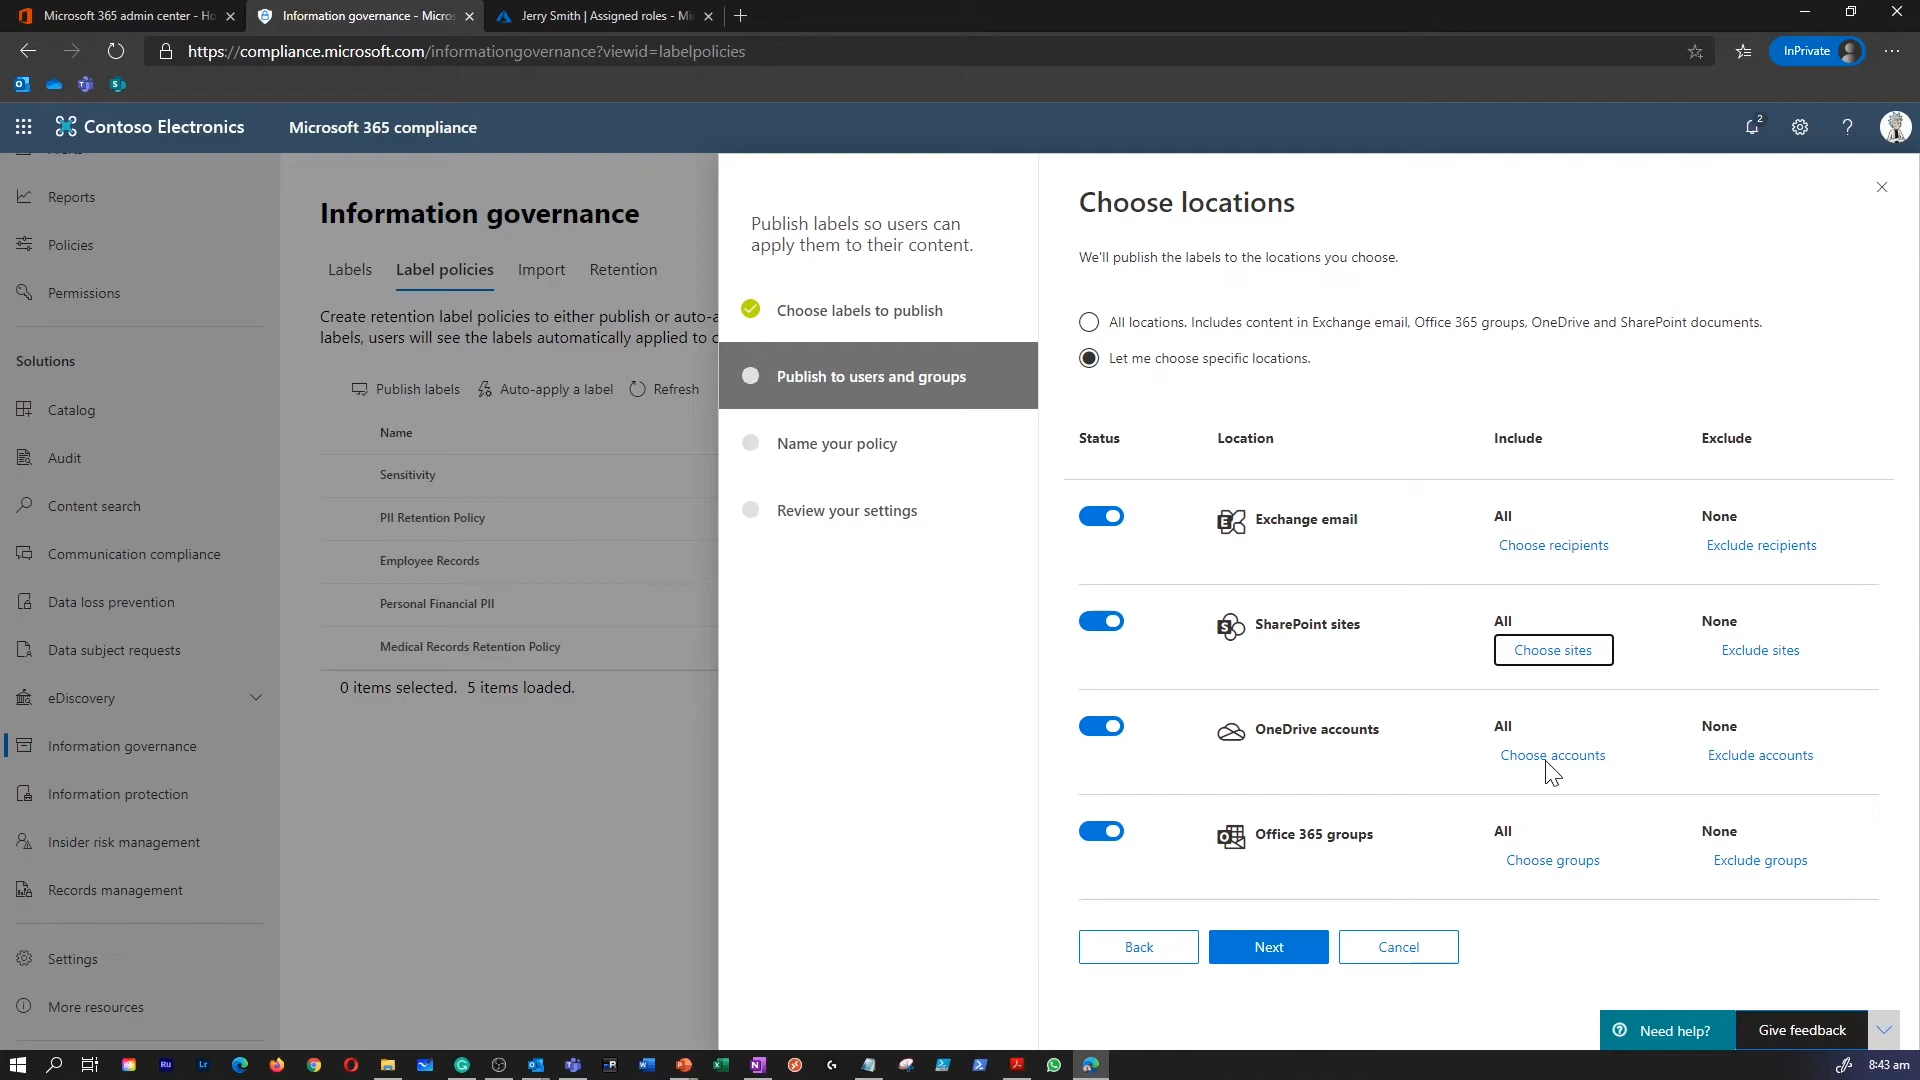 Microsoft 365 admin center - Ho
Information governance - Micros
Jerry Smith | Assigned roles - Mi
https://compliance.microsoft.com/informationgovernance?viewid=labelpolicies
InPrivate
Contoso Electronics
Microsoft 365 compliance
2
Alerts
Reports
Policies
Permissions
Solutions
Catalog
Audit
Content search
Communication compliance
Data loss prevention
Data subject requests
eDiscovery
Information governance
Information protection
Insider risk management
Records management
Settings
More resources
Information governance
Labels
Label policies
Import
Retention
Create retention label policies to either publish or auto-a
labels, users will see the labels automatically applied to c
Publish labels
Auto-apply a label
Refresh
Name
Sensitivity
PII Retention Policy
Employee Records
Personal Financial PII
Medical Records Retention Policy
0 items selected. 5 items loaded.
Publish labels so users can
apply them to their content.
Choose labels to publish
Publish to users and groups
Name your policy
Review your settings
Choose locations
We'll publish the labels to the locations you choose.
All locations. Includes content in Exchange email, Office 365 groups, OneDrive and SharePoint documents.
Let me choose specific locations.
Status
Location
Include
Exclude
Exchange email
All
Choose recipients
None
Exclude recipients
SharePoint sites
All
Choose sites
None
Exclude sites
OneDrive accounts
All
Choose accounts
None
Exclude accounts
Office 365 groups
All
Choose groups
None
Exclude groups
Back
Next
Cancel
Need help?
Give feedback
8:43 am